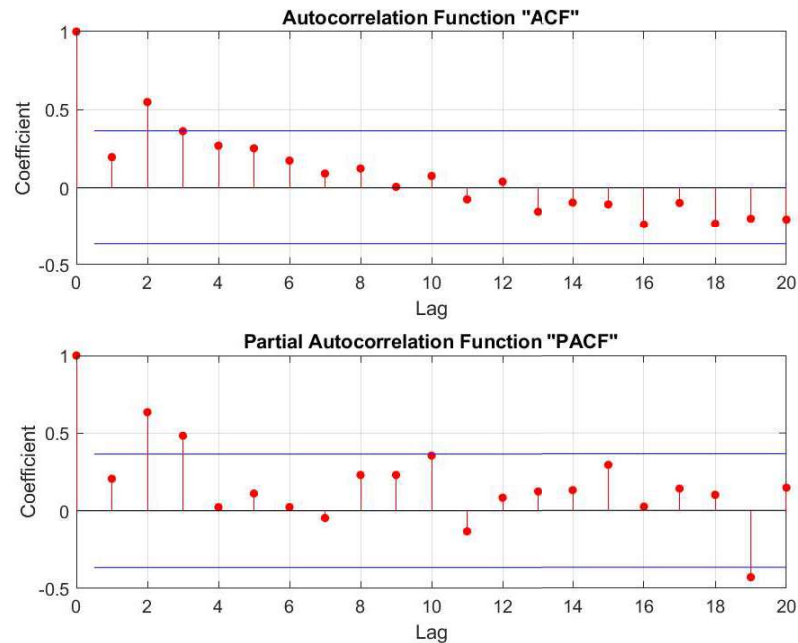 Autocorrelation Function "ACF"
1
0.5
0
-0.5
Coefficient
0 2 4 6 8 10 12 14 16 18 20
Lag
Partial Autocorrelation Function "PACF"
1
0.5
0
-0.5
Coefficient
0 2 4 6 8 10 12 14 16 18 20
Lag